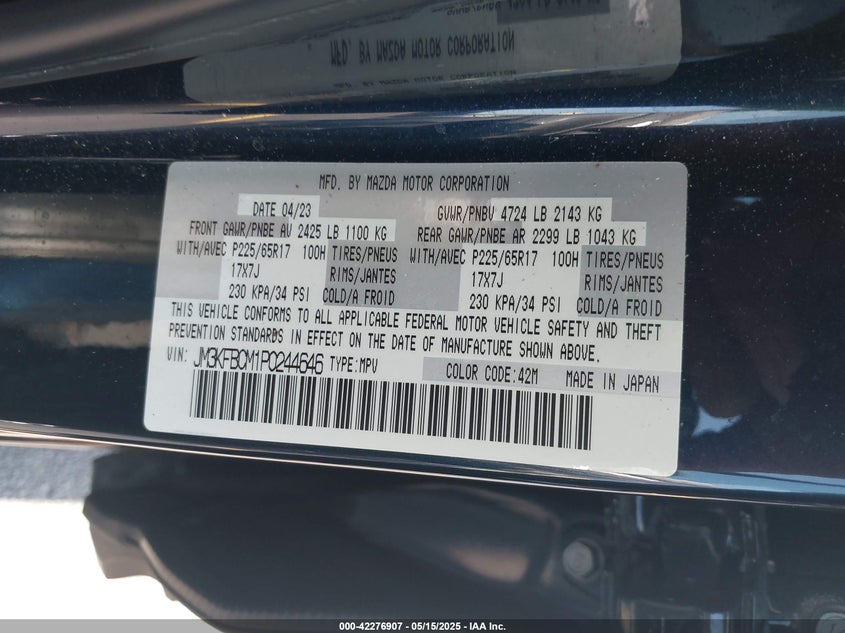 MFD. BY MAZDA MOTOR CORPORATION
DATE 04/23 GVWR/PNBV 4724 LB 2143 KG
FRONT GAWR/PNBE AV 2425 LB 1100 KG REAR GAWR/PNBE AR 2299 LB 1043 KG
WITH/AVEC P225/65R17 100H TIRES/PNEUS WITH/AVEC P225/65R17 100H TIRES/PNEUS
17X7J RIMS/JANTES 17X7J RIMS/JANTES
230 KPA/34 PSI COLD/A FROID 230 KPA/34 PSI COLD/A FROID
THIS VEHICLE CONFORMS TO ALL APPLICABLE FEDERAL MOTOR VEHICLE SAFETY AND THEFT
PREVENTION STANDARDS IN EFFECT ON THE DATE OF MANUFACTURE SHOWN ABOVE.
VIN: JM3KFBCM1P0244646 TYPE:MPV COLOR CODE:42M MADE IN JAPAN
000-42276907 - 05/15/2025 - IAA Inc.